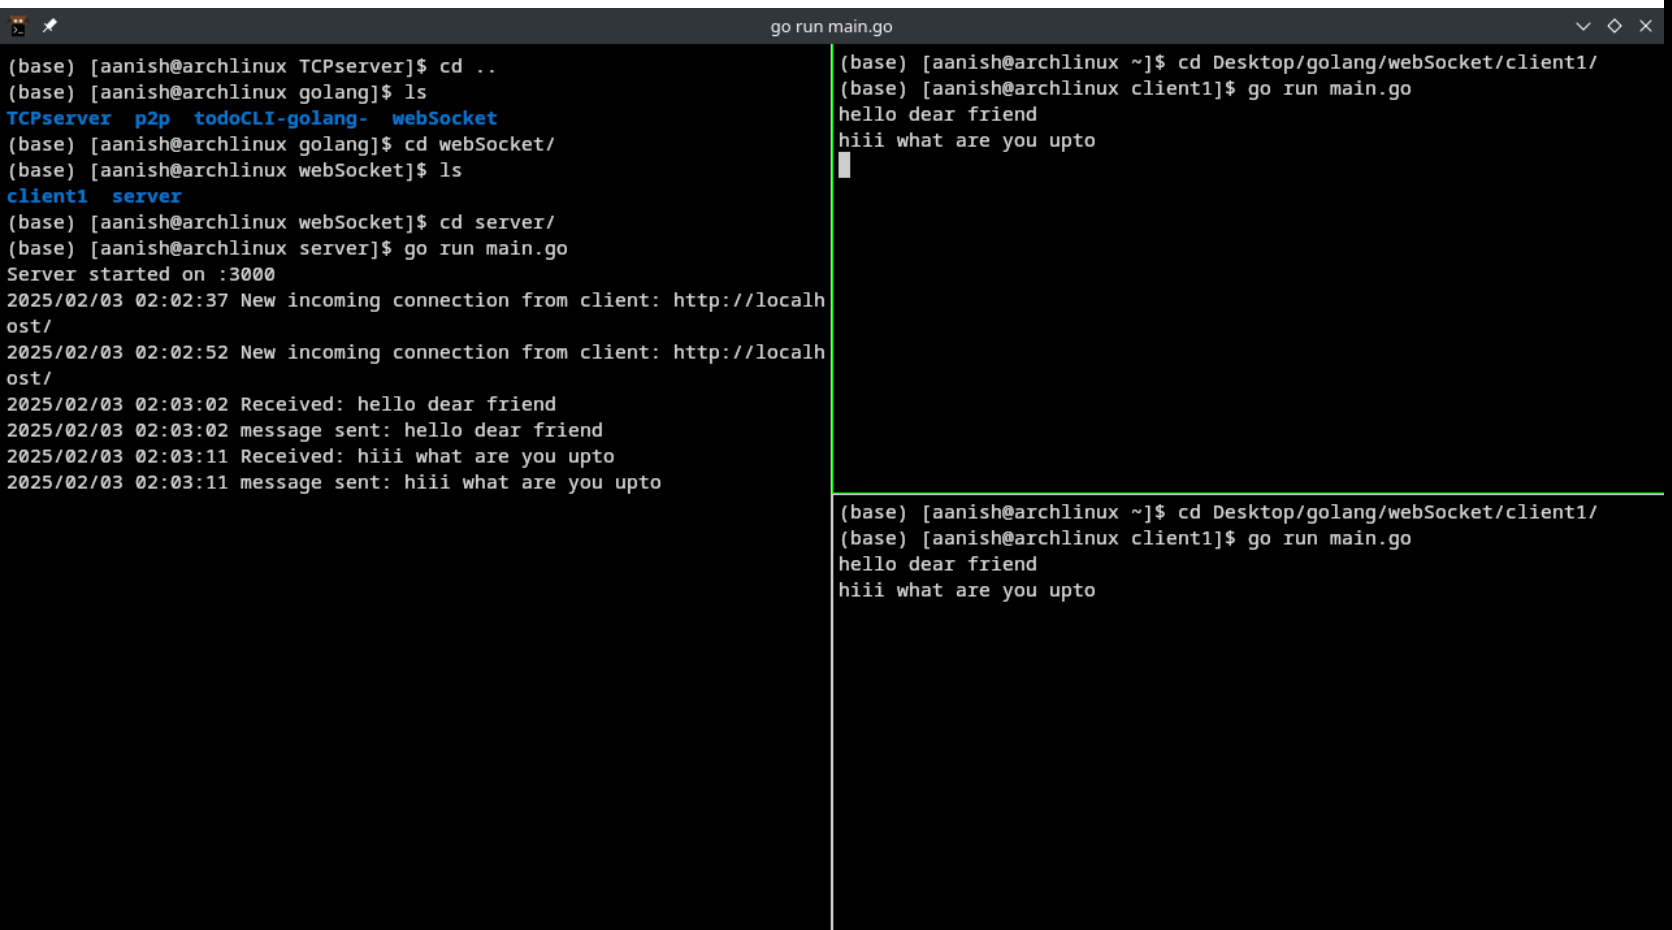 go run main.go
(base) [aanish@archlinux TCPserver]$ cd ..
(base) [aanish@archlinux golang]$ ls
TCPserver  p2p  todoCLI-golang-  webSocket
(base) [aanish@archlinux golang]$ cd webSocket/
(base) [aanish@archlinux webSocket]$ ls
client1  server
(base) [aanish@archlinux webSocket]$ cd server/
(base) [aanish@archlinux server]$ go run main.go
Server started on :3000
2025/02/03 02:02:37 New incoming connection from client: http://localh
ost/
2025/02/03 02:02:52 New incoming connection from client: http://localh
ost/
2025/02/03 02:03:02 Received: hello dear friend
2025/02/03 02:03:02 message sent: hello dear friend
2025/02/03 02:03:11 Received: hiii what are you upto
2025/02/03 02:03:11 message sent: hiii what are you upto
(base) [aanish@archlinux ~]$ cd Desktop/golang/webSocket/client1/
(base) [aanish@archlinux client1]$ go run main.go
hello dear friend
hiii what are you upto
(base) [aanish@archlinux ~]$ cd Desktop/golang/webSocket/client1/
(base) [aanish@archlinux client1]$ go run main.go
hello dear friend
hiii what are you upto